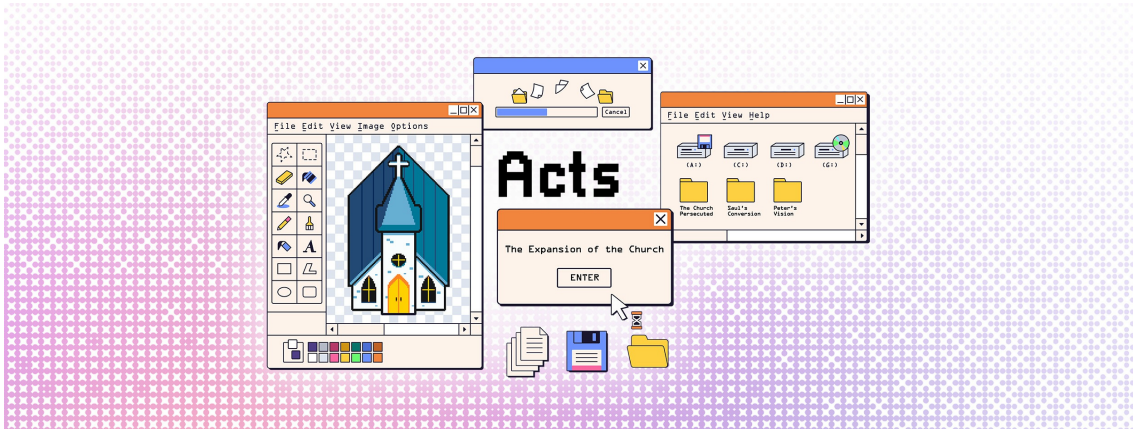 File Edit View Image Options
A
Cancel
File Edit View Help
(A:) (C:) (D:) (G:)
The Church Persecuted
Saul's Conversion
Peter's Vision
Acts
The Expansion of the Church
ENTER